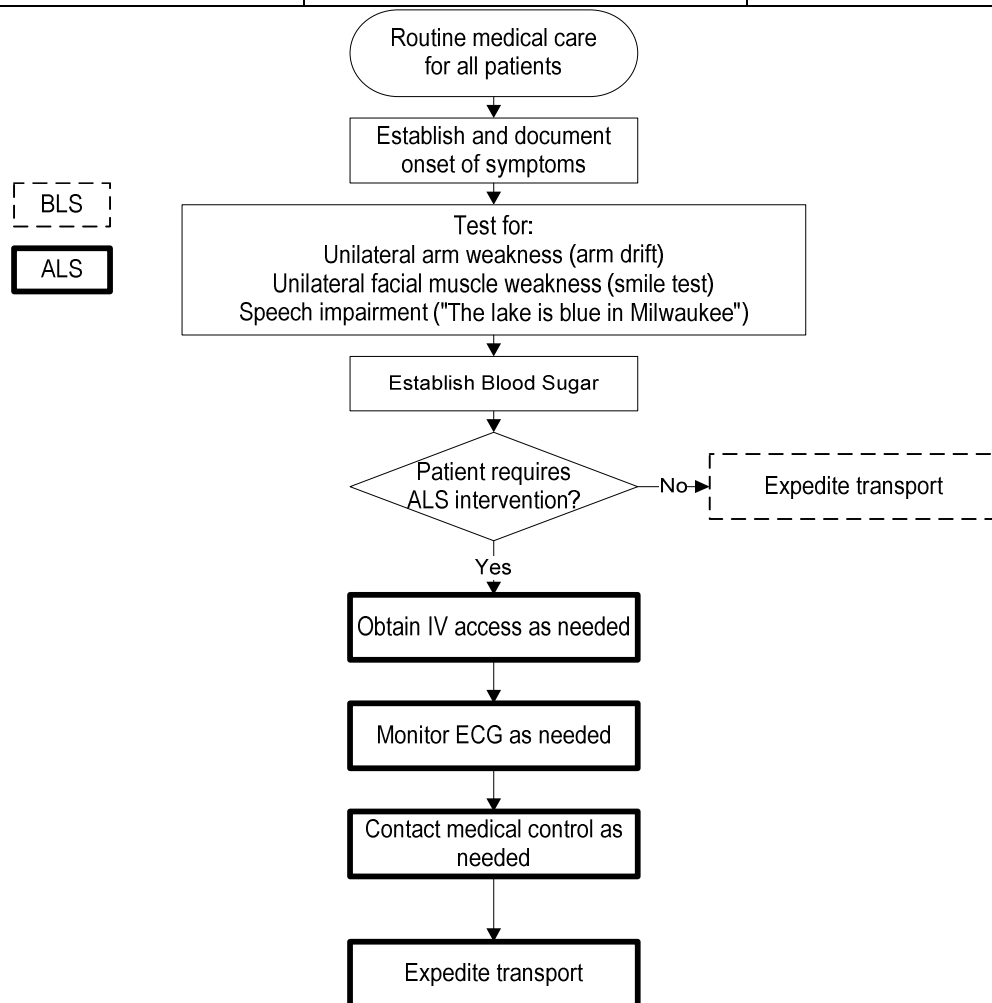 Routine medical care
for all patients
Establish and document
onset of symptoms
BLS
ALS
Test for:
Unilateral arm weakness (arm drift)
Unilateral facial muscle weakness (smile test)
Speech impairment ("The lake is blue in Milwaukee")
Establish Blood Sugar
Patient requires
ALS intervention?
No
Expedite transport
Yes
Obtain IV access as needed
Monitor ECG as needed
Contact medical control as
needed
Expedite transport